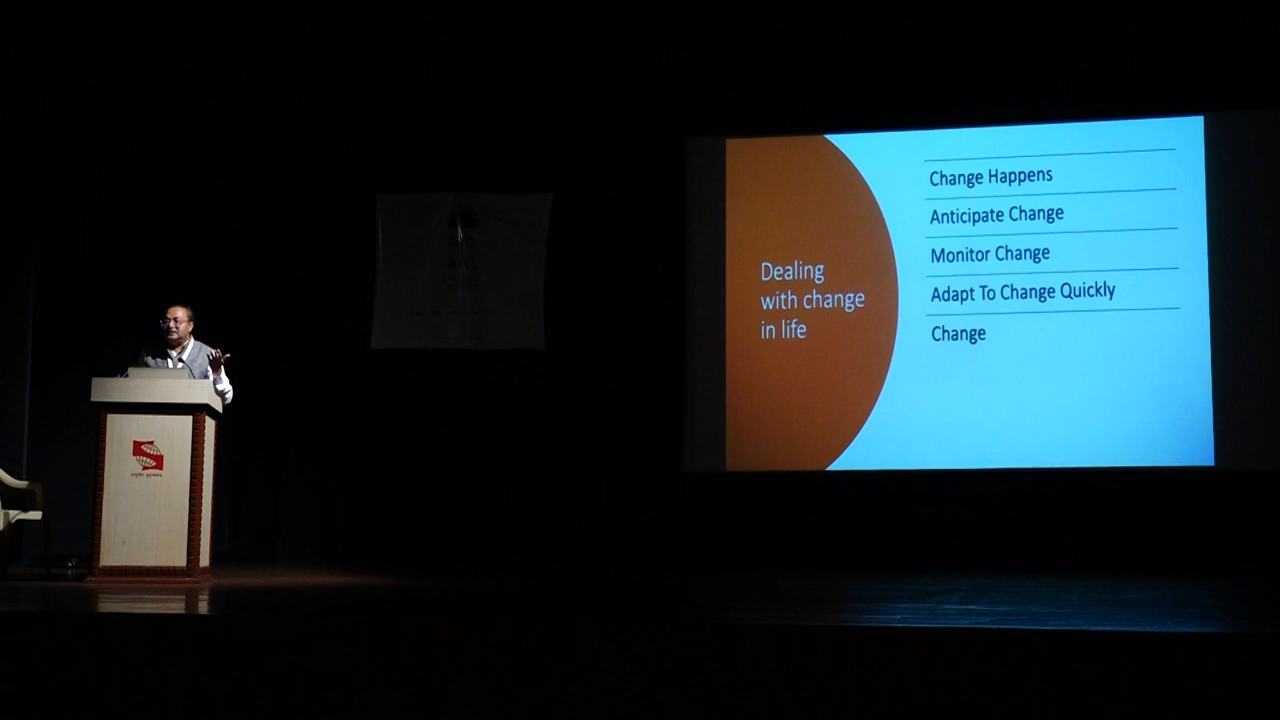 Dealing
with change
in life
Change Happens
Anticipate Change
Monitor Change
Adapt To Change Quickly
Change